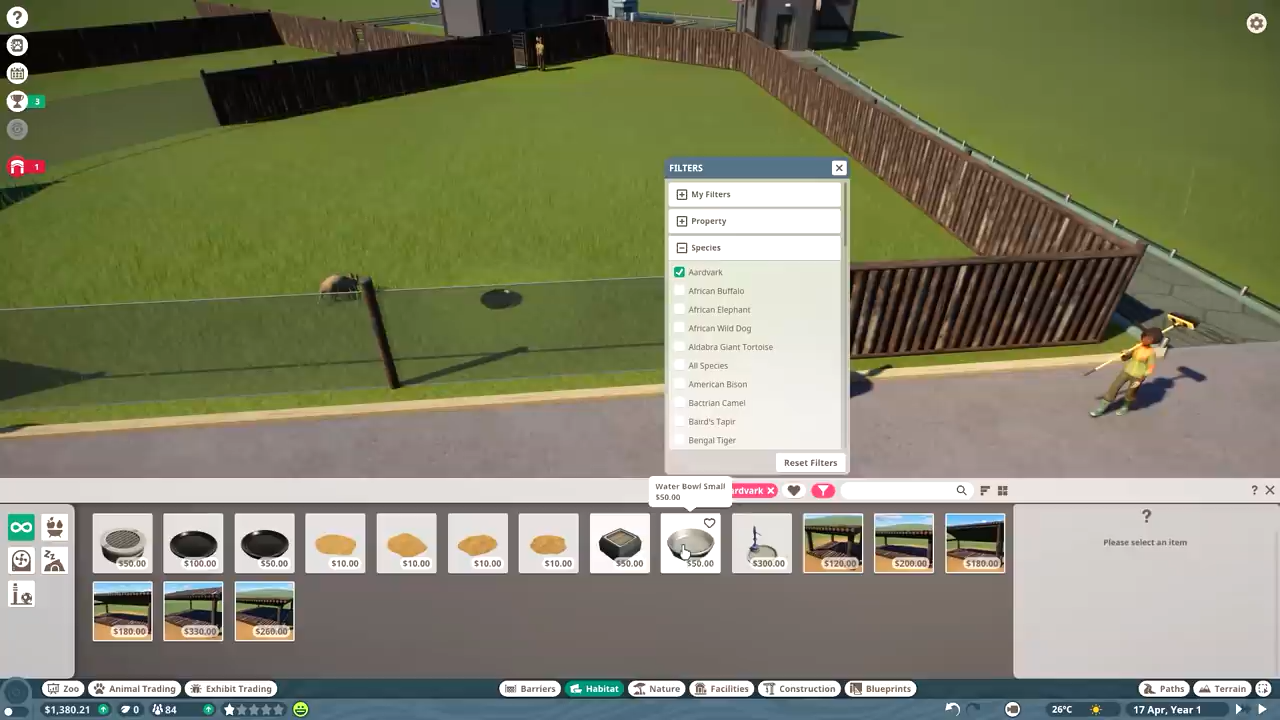 ?
3
1
FILTERS
My Filters
Property
Species
Aardvark
African Buffalo
African Elephant
African Wild Dog
Aldabra Giant Tortoise
All Species
American Bison
Bactrian Camel
Baird's Tapir
Bengal Tiger
Reset Filters
Water Bowl Small
$50.00
ardvark
?
$50.00 $100.00 $50.00 $10.00 $10.00 $10.00 $10.00 $50.00 $50.00 $300.00 $120.00 $200.00 $180.00
$180.00 $330.00 $260.00
?
Please select an item
Zoo Animal Trading Exhibit Trading Barriers Habitat Nature Facilities Construction Blueprints Paths Terrain
$1,380.21 0 84 26°C 17 Apr, Year 1